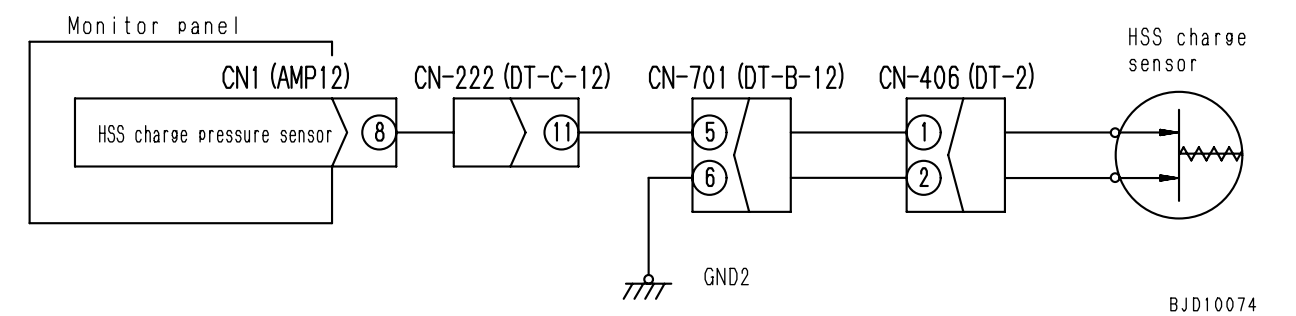 Monitor panel
HSS charge
sensor
CN1 (AMP12) CN-222 (DT-C-12) CN-701 (DT-B-12) CN-406 (DT-2)
HSS charge pressure sensor 8 11 5 1
6 2
GND2
BJD10074